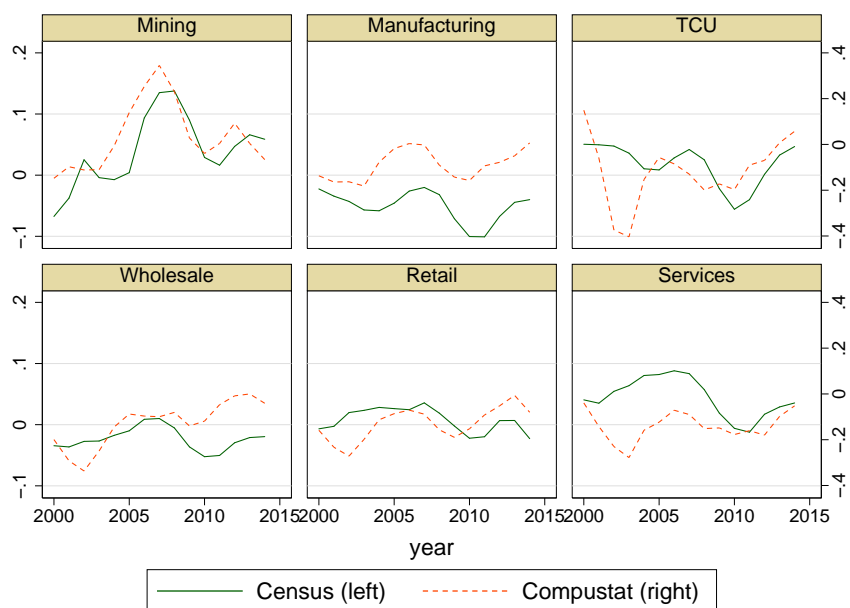 Mining Manufacturing TCU
.2 .1 0 -.1
.4 .2 0 -.2 -.4
Wholesale Retail Services
.2 .1 0 -.1
.4 .2 0 -.2 -.4
2000 2005 2010 2015 2000 2005 2010 2015 2000 2005 2010 2015
year
Census (left) Compustat (right)